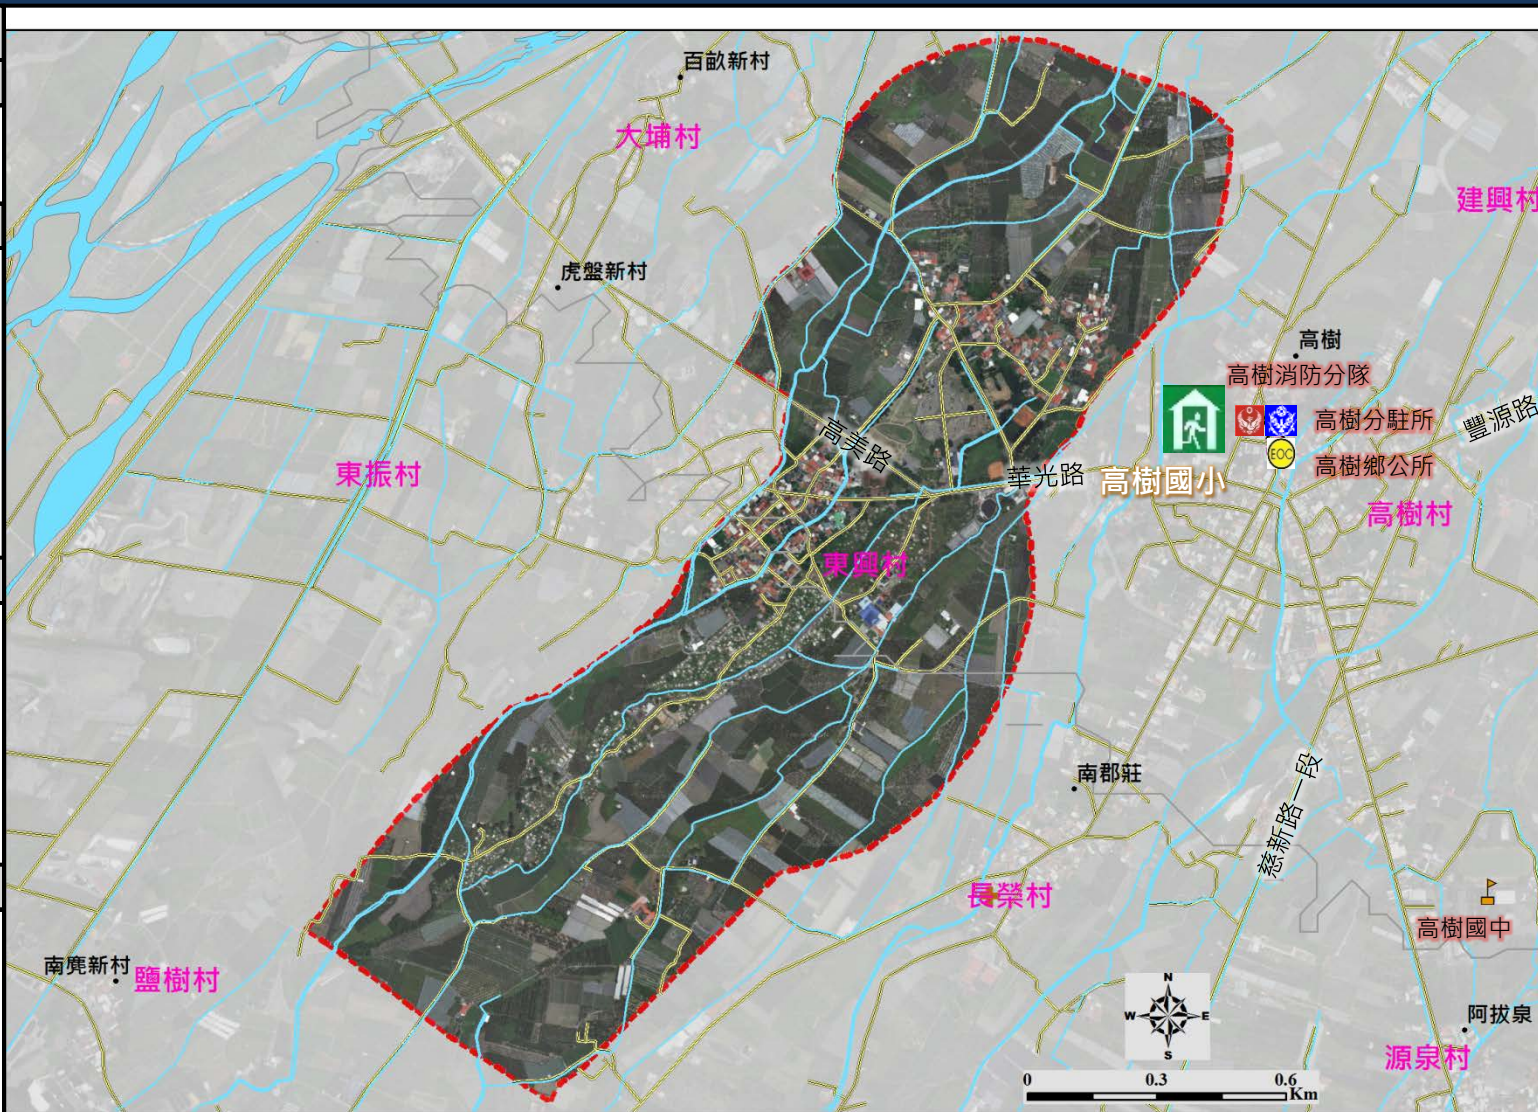 百畝新村
大埔村
建興村
虎盤新村
高樹
高樹消防分隊
高樹分駐所
豐源路
EOC
高樹鄉公所
高美路
華光路
高樹國小
東振村
高樹村
東興村
南郡莊
慈新路一段
長榮村
高樹國中
南麂新村
鹽樹村
N
W
E
S
阿拔泉
源泉村
0
0.3
0.6
Km